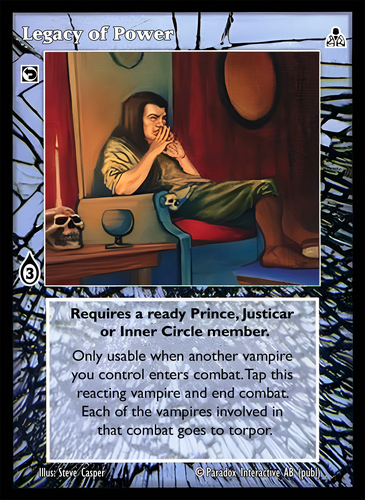 Legacy of Power
3
Requires a ready Prince, Justicar
or Inner Circle member.
Only usable when another vampire
you control enters combat. Tap this
reacting vampire and end combat.
Each of the vampires involved in
that combat goes to torpor.
Illus: Steve Casper
© Paradox Interactive AB (publ)